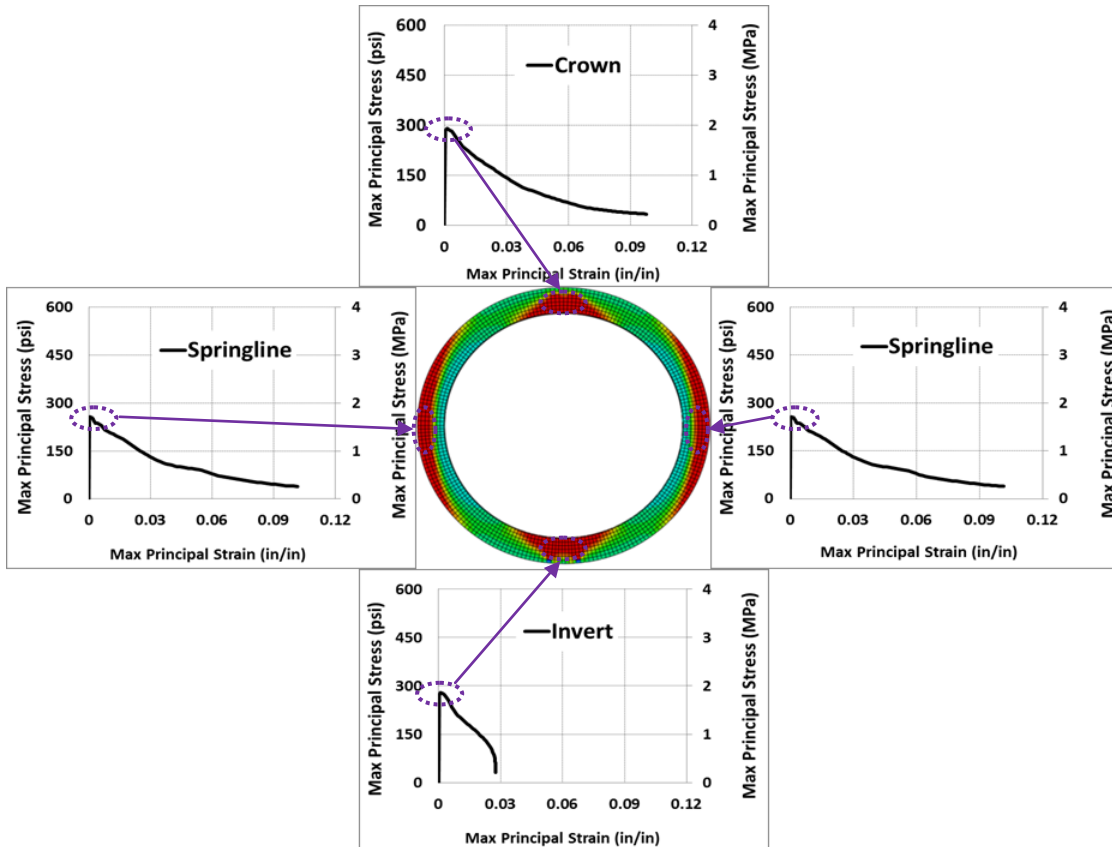 Max Principal Stress (psi)
600
450
300
150
0
Crown
4
3
2
1
0
Max Principal Stress (MPa)
0 0.03 0.06 0.09 0.12
Max Principal Strain (in/in)
Max Principal Stress (psi)
600
450
300
150
0
Springline
4
3
2
1
0
Max Principal Stress (MPa)
0 0.03 0.06 0.09 0.12
Max Principal Strain (in/in)
Max Principal Stress (psi)
600
450
300
150
0
Springline
4
3
2
1
0
Max Principal Stress (MPa)
0 0.03 0.06 0.09 0.12
Max Principal Strain (in/in)
Max Principal Stress (psi)
600
450
300
150
0
Invert
4
3
2
1
0
Max Principal Stress (MPa)
0 0.03 0.06 0.09 0.12
Max Principal Strain (in/in)